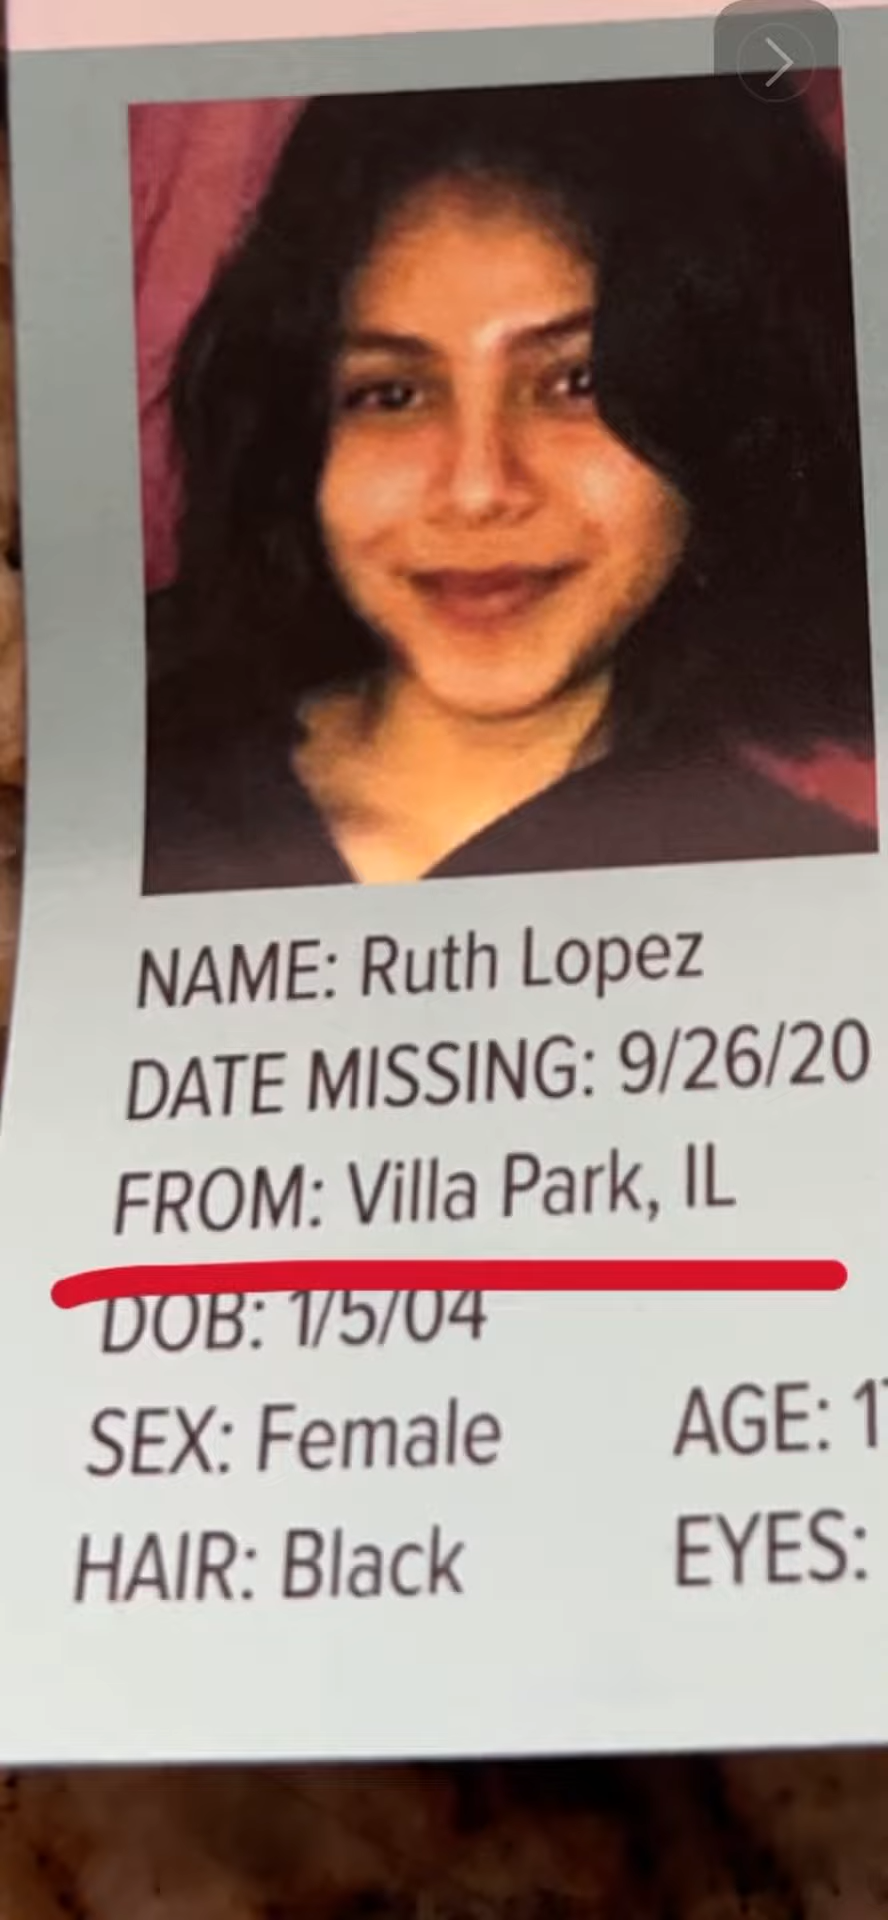 NAME: Ruth Lopez
DATE MISSING: 9/26/20
FROM: Villa Park, IL
DOB: 1/5/04
SEX: Female AGE:
HAIR: Black EYES: